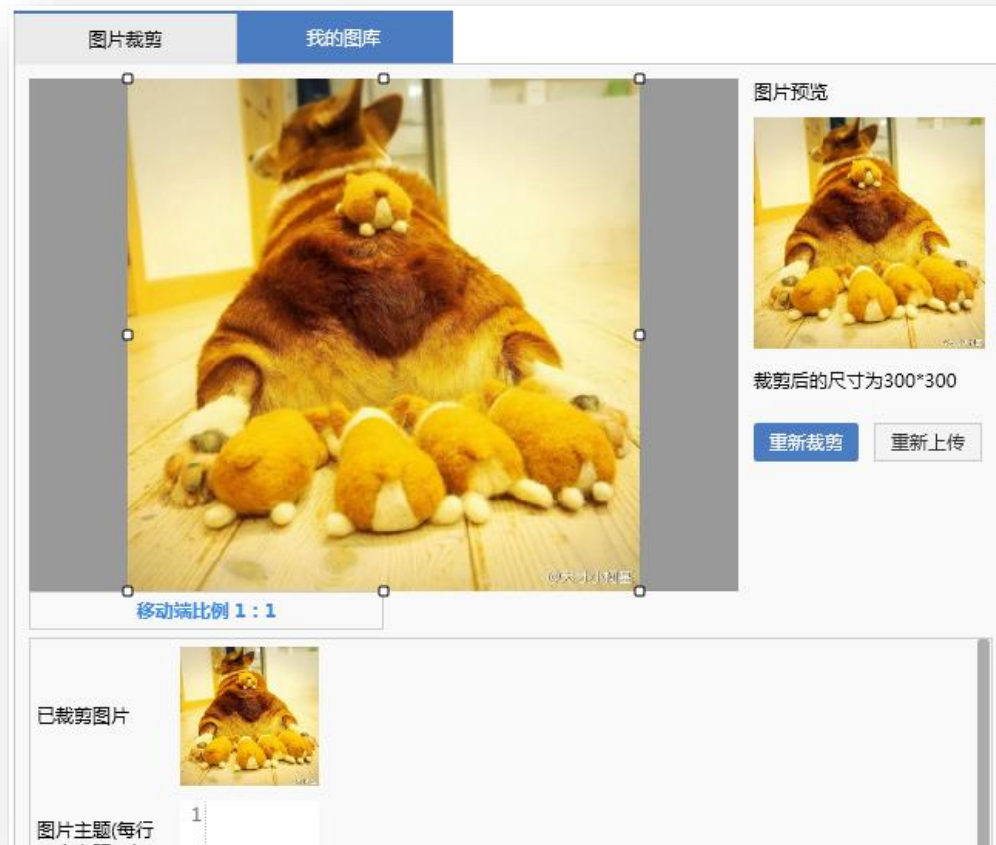 图片裁剪
我的图库
图片预览
裁剪后的尺寸为300*300
重新裁剪
重新上传
移动端比例 1：1
已裁剪图片
图片主题(每行
1